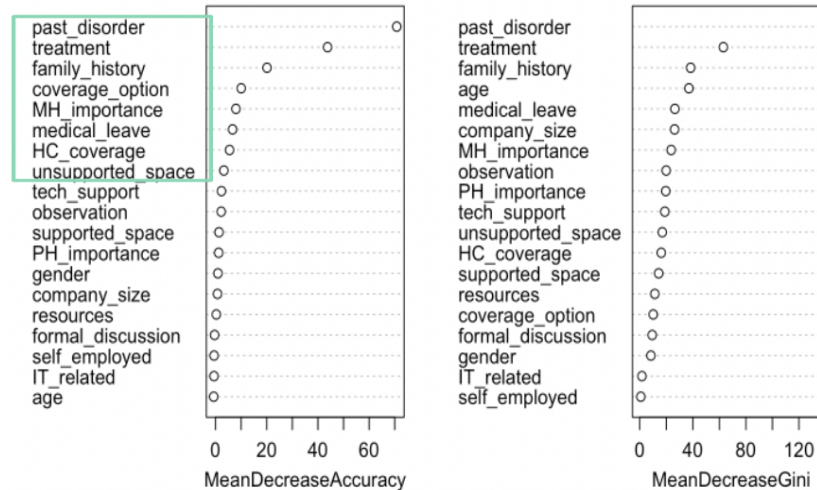 past_disorder
treatment
family_history
coverage_option
MH_importance
medical_leave
HC_coverage
unsupported_space
tech_support
observation
supported_space
PH_importance
gender
company_size
resources
formal_discussion
self_employed
IT_related
age
0 20 40 60
MeanDecreaseAccuracy
past_disorder
treatment
family_history
age
medical_leave
company_size
MH_importance
observation
PH_importance
tech_support
unsupported_space
HC_coverage
supported_space
resources
coverage_option
formal_discussion
gender
IT_related
self_employed
0 40 80 120
MeanDecreaseGini